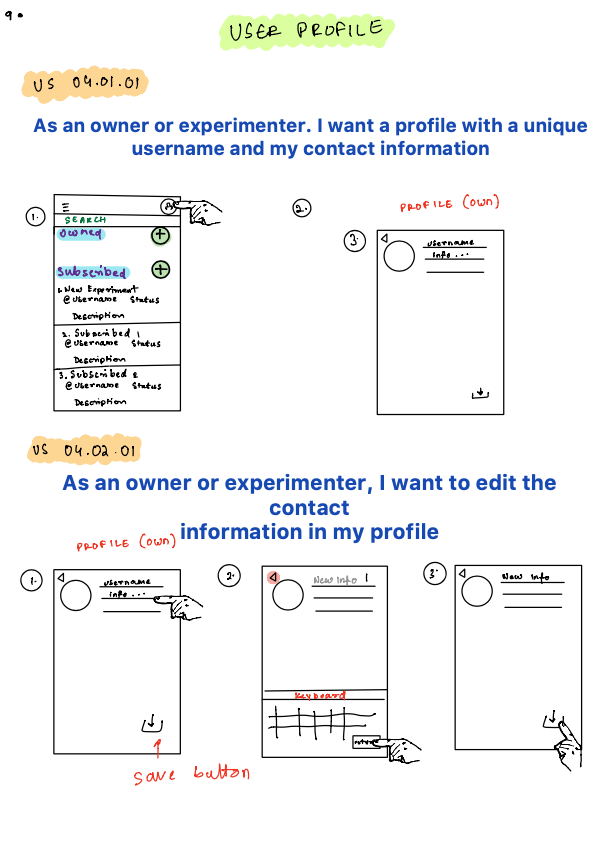 9.
USER PROFILE
US 04.01.01
As an owner or experimenter. I want a profile with a unique
username and my contact information
1.
SEARCH
Owned
+
Subscribed
+
1. New Experiment
@Username Status
Description
2. Subscribed 1
@Username Status
Description
3. Subscribed 2
@Username Status
Description
2.
PROFILE (OWN)
3.
Username
Info ...
US 04.02.01
As an owner or experimenter, I want to edit the
contact
information in my profile
PROFILE (OWN)
1.
Username
Info ...
save button
2.
New Info
Keyboard
3.
New Info